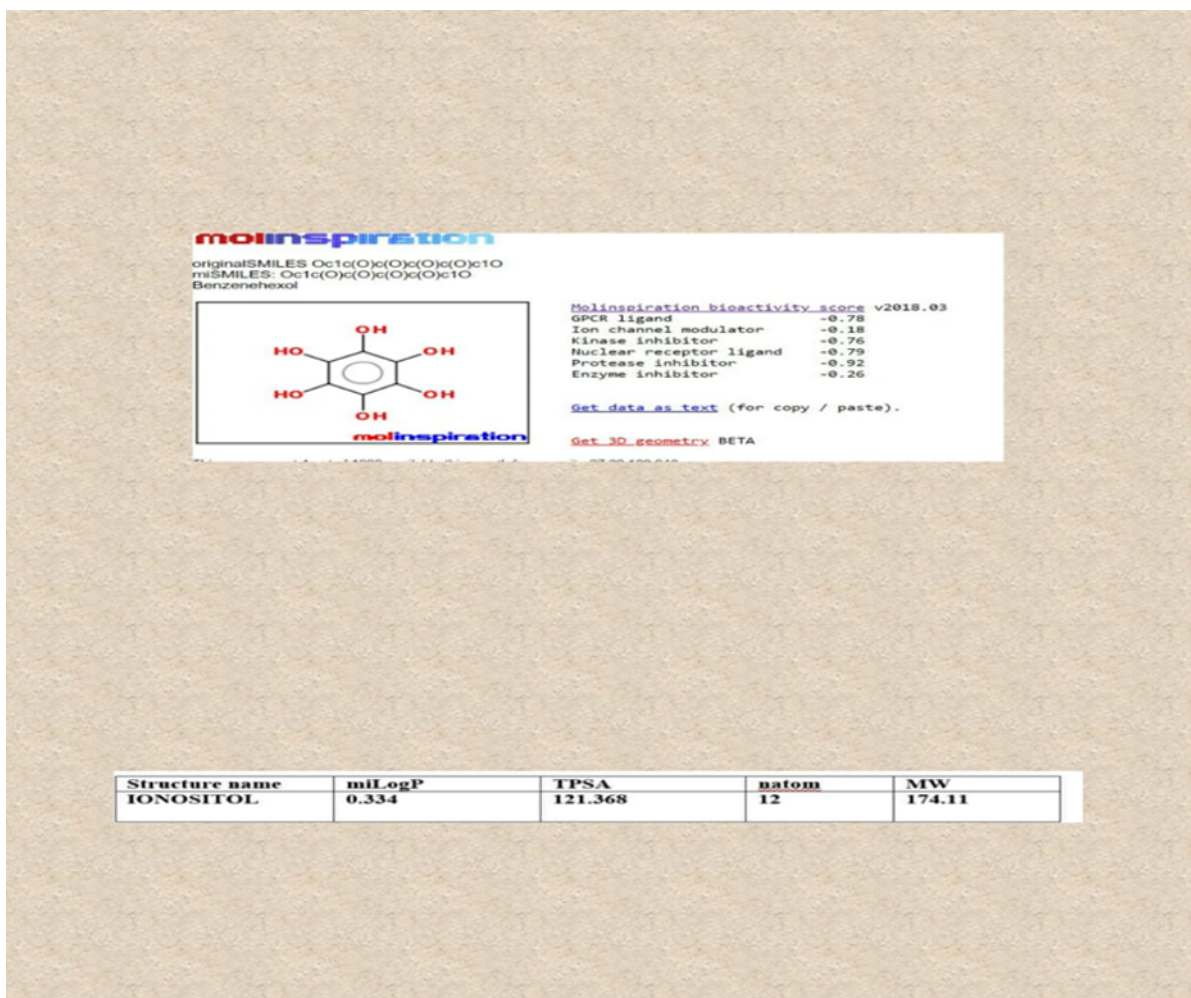 molinspiration
originalSMILES Oc1c(O)c(O)c(O)c(O)c1O
miSMILES: Oc1c(O)c(O)c(O)c(O)c1O
Benzenehexol
OH
HO
OH
HO
OH
OH
molinspiration
Molinspiration bioactivity score v2018.03
GPCR ligand -0.78
Ion channel modulator -0.18
Kinase inhibitor -0.76
Nuclear receptor ligand -0.79
Protease inhibitor -0.92
Enzyme inhibitor -0.26
Get data as text (for copy / paste).
Get 3D geometry BETA
Structure name miLogP TPSA natom MW
IONOSITOL 0.334 121.368 12 174.11